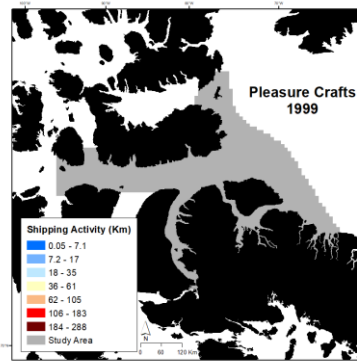 Pleasure Crafts
1999
Shipping Activity (Km)
0.05 - 7.1
7.2 - 17
18 - 35
36 - 61
62 - 105
106 - 183
184 - 288
Study Area
N
60
120 Km